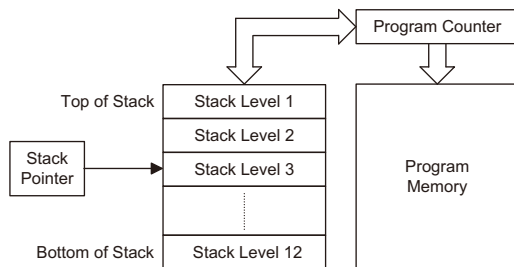 Program Counter
Top of Stack
Stack Level 1
Stack Level 2
Stack
Pointer
Stack Level 3
Program
Memory
Bottom of Stack
Stack Level 12